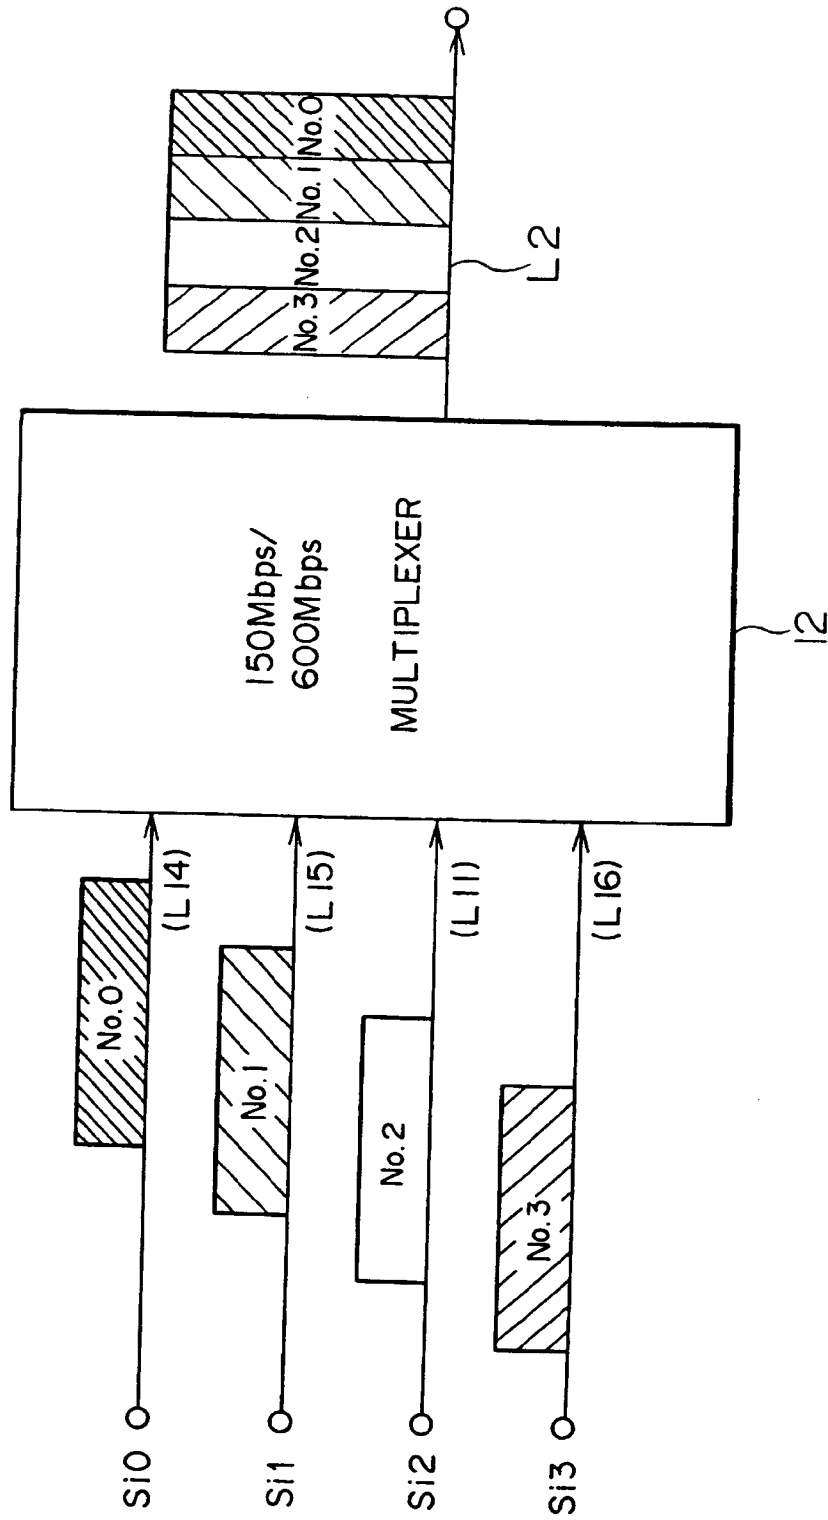 Si0
No.0
(L14)
Si1
No.1
(L15)
Si2
No.2
(L11)
Si3
No.3
(L16)
150Mbps/
600Mbps
MULTIPLEXER
12
No.3
No.2
No.1
No.0
L2